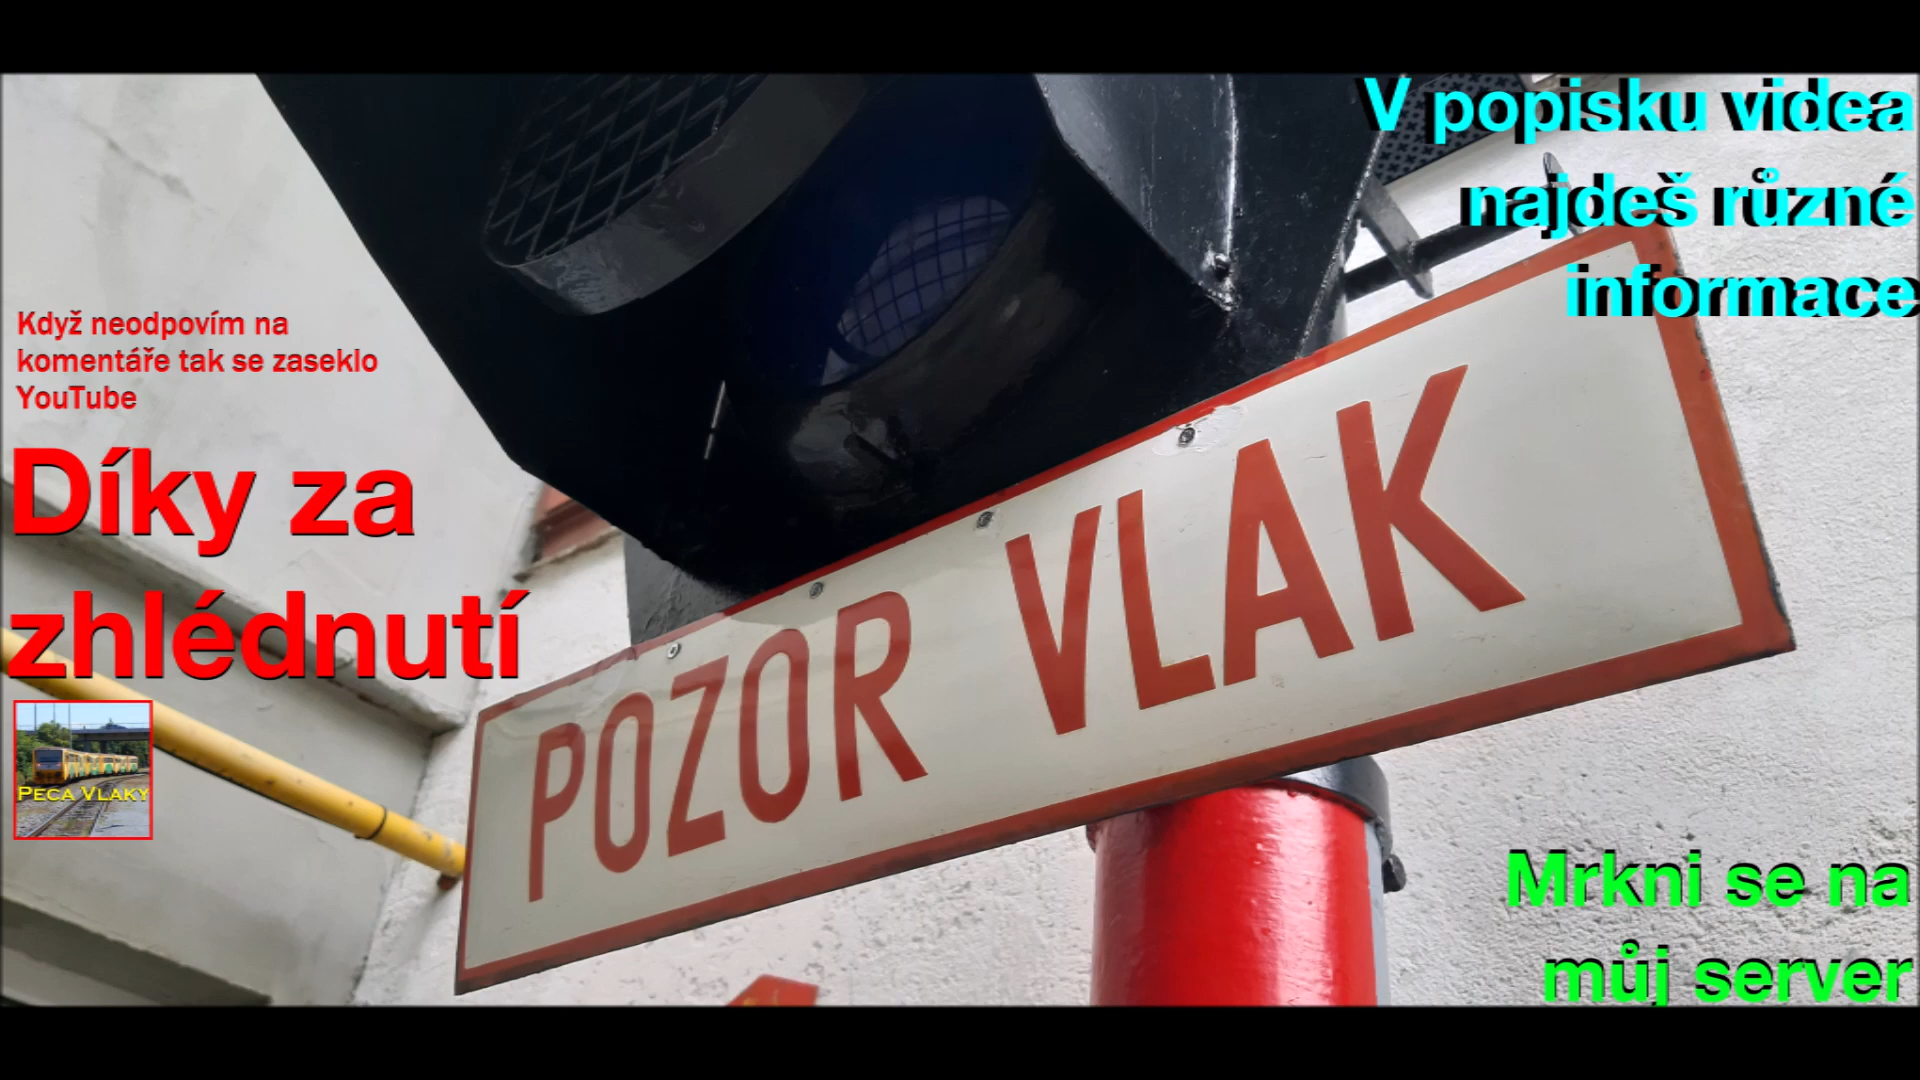 V popisku videa
najdeš různé
informace
Když neodpovím na
komentáře tak se zaseklo
YouTube
Díky za
zhlédnutí
PECA VLAKY
POZOR VLAK
Mrkni se na
můj server